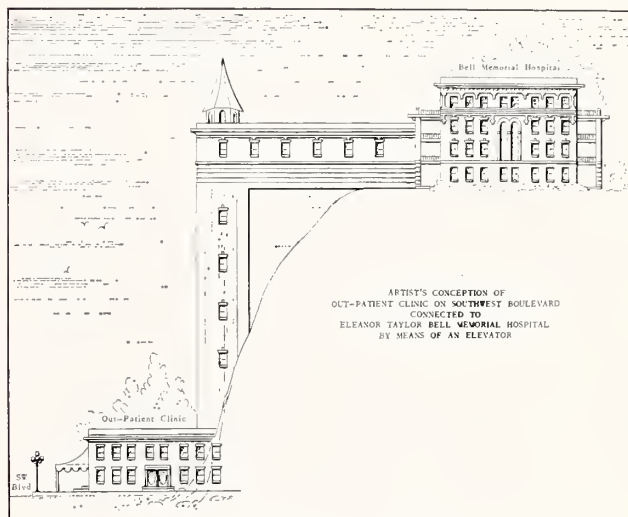 Bell Memorial Hospital
ARTIST'S CONCEPTION OF
OUT-PATIENT CLINIC ON SOUTHWEST BOULEVARD
CONNECTED TO
ELEANOR TAYLOR BELL MEMORIAL HOSPITAL
BY MEANS OF AN ELEVATOR
Out-Patient Clinic
SW
Blvd